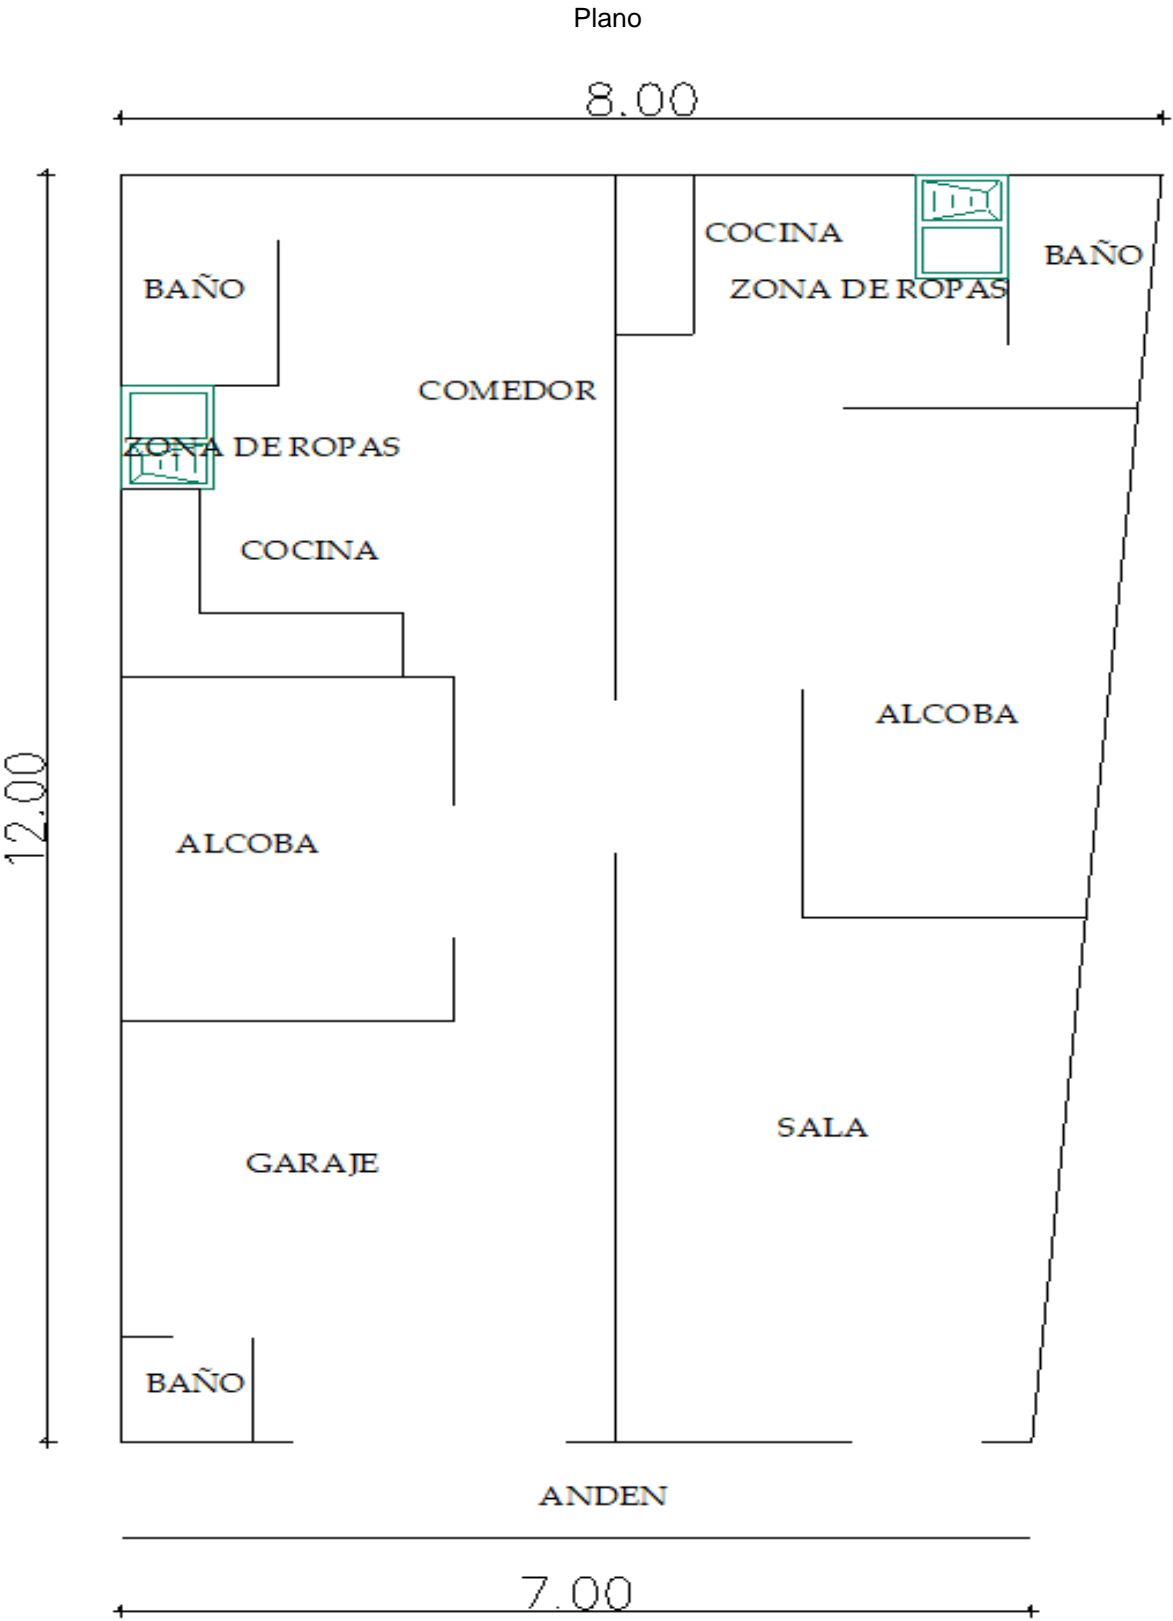 Plano
8.00
COCINA
BAÑO
BAÑO
ZONA DE ROPAS
COMEDOR
ZONA DE ROPAS
COCINA
ALCOBA
12.00
ALCOBA
SALA
GARAJE
BAÑO
ANDEN
7.00